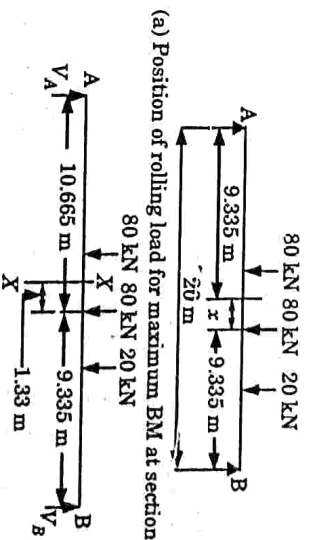 80 kN 80 kN 20 kN
A B
9.335 m x 9.335 m
20 m
(a) Position of rolling load for maximum BM at section
80 kN 80 kN 20 kN
A X B
V_A 10.665 m 9.335 m V_B
X 1.33 m